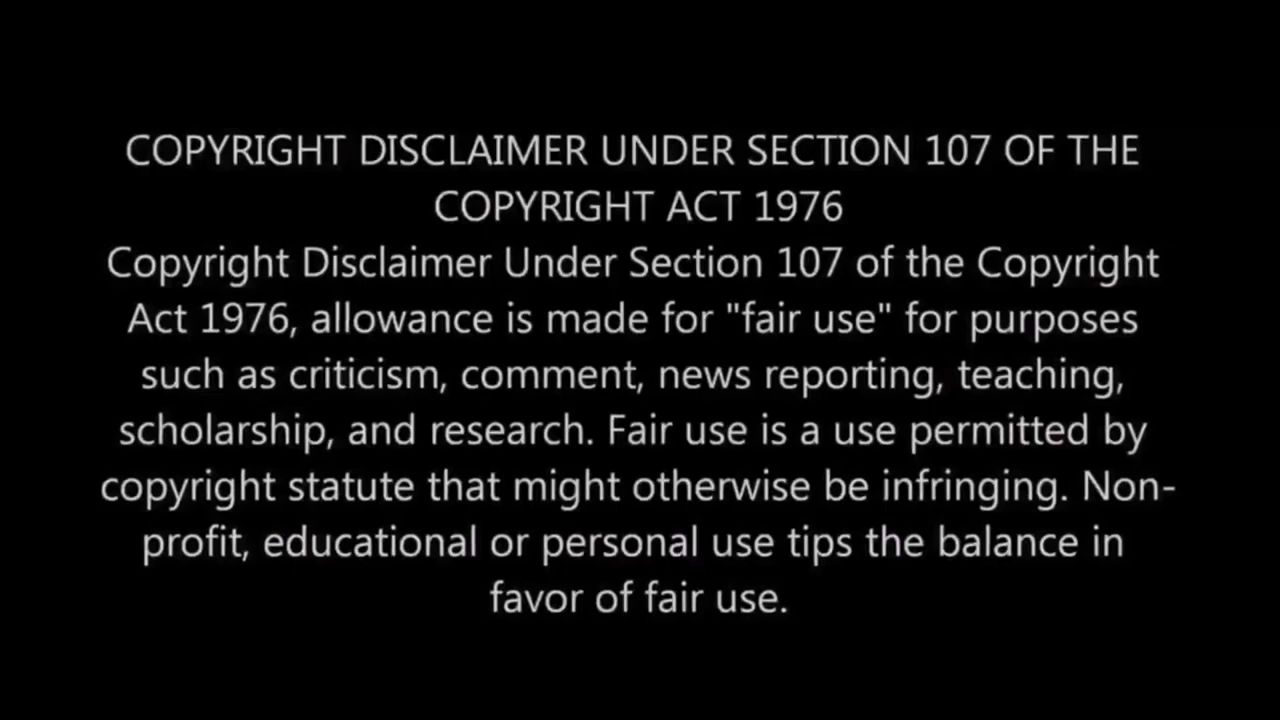 COPYRIGHT DISCLAIMER UNDER SECTION 107 OF THE
COPYRIGHT ACT 1976
Copyright Disclaimer Under Section 107 of the Copyright
Act 1976, allowance is made for "fair use" for purposes
such as criticism, comment, news reporting, teaching,
scholarship, and research. Fair use is a use permitted by
copyright statute that might otherwise be infringing. Non-
profit, educational or personal use tips the balance in
favor of fair use.